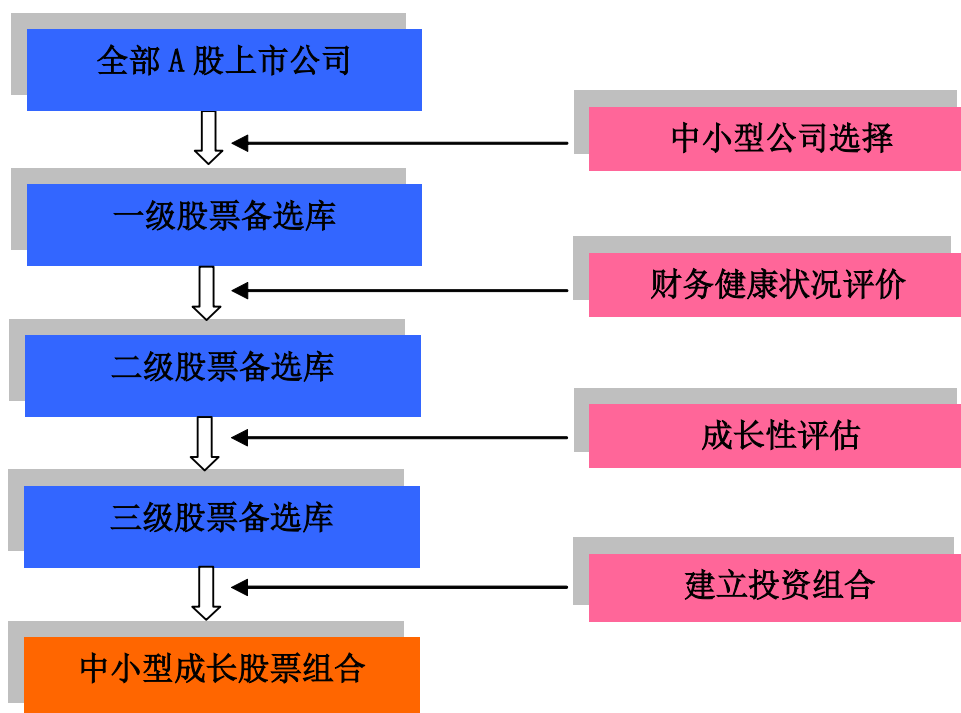 全部 A 股上市公司
中小型公司选择
一级股票备选库
财务健康状况评价
二级股票备选库
成长性评估
三级股票备选库
建立投资组合
中小型成长股票组合